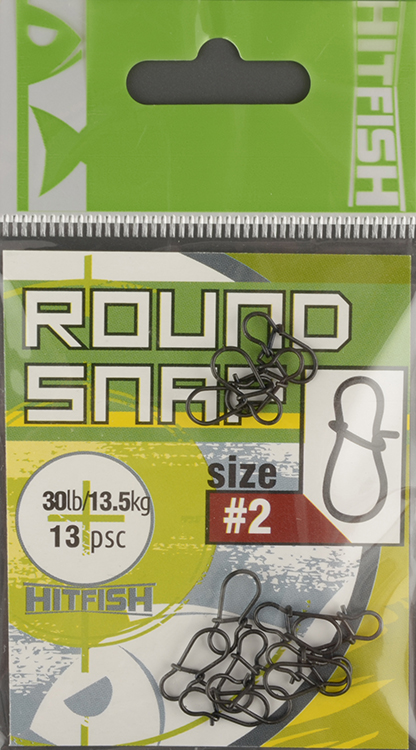 HITFISH
ROUND
SNAP
size
#2
30lb/13.5kg
13 psc
HITFISH